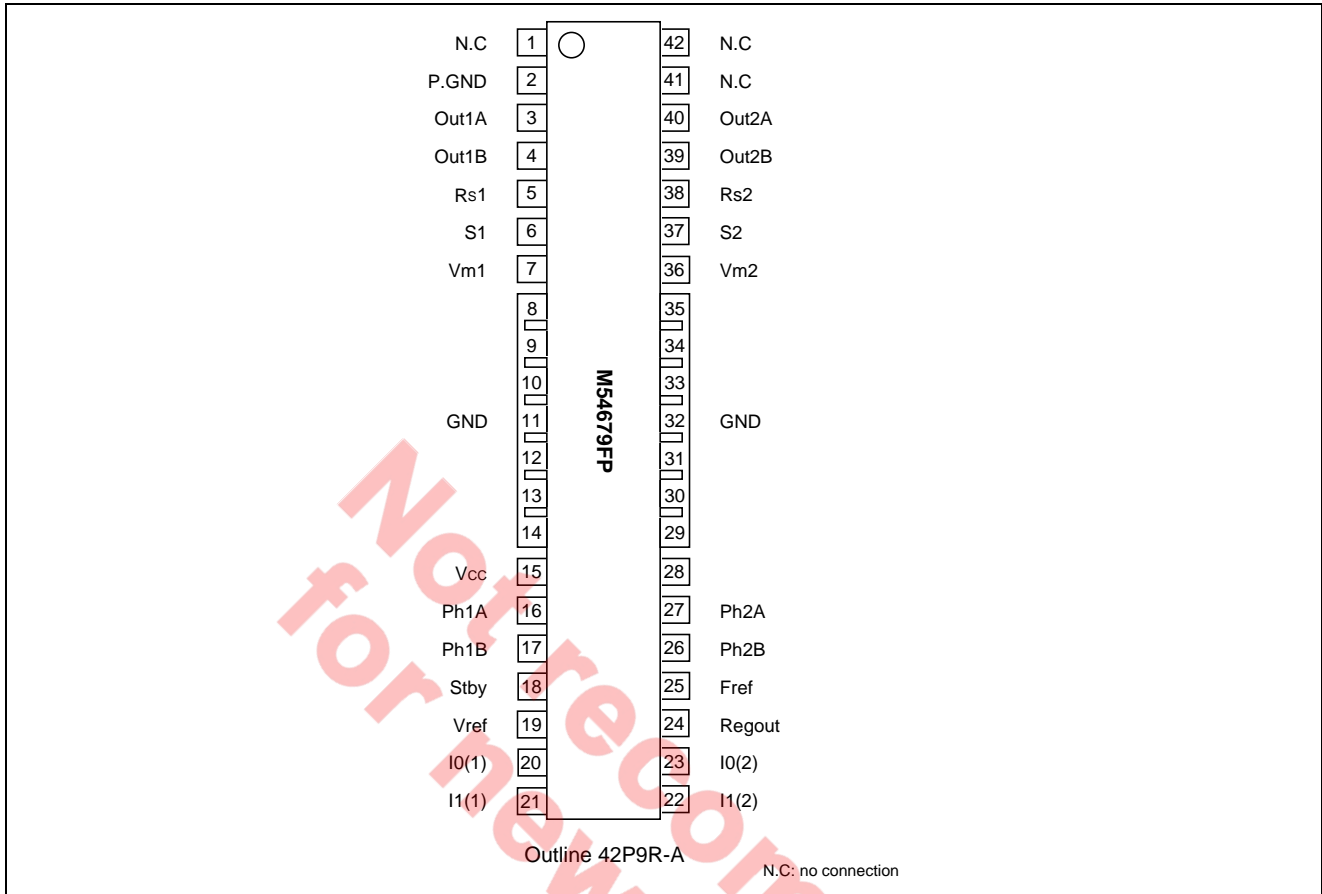 N.C 1 42 N.C
P.GND 2 41 N.C
Out1A 3 40 Out2A
Out1B 4 39 Out2B
Rs1 5 38 Rs2
S1 6 37 S2
Vm1 7 36 Vm2
8 35
9 34
10 33
GND 11 32 GND
12 31
13 30
14 29
M54679FP
Vcc 15 28
Ph1A 16 27 Ph2A
Ph1B 17 26 Ph2B
Stby 18 25 Fref
Vref 19 24 Regout
I0(1) 20 23 I0(2)
I1(1) 21 22 I1(2)
Outline 42P9R-A
N.C: no connection
Not recom
for new